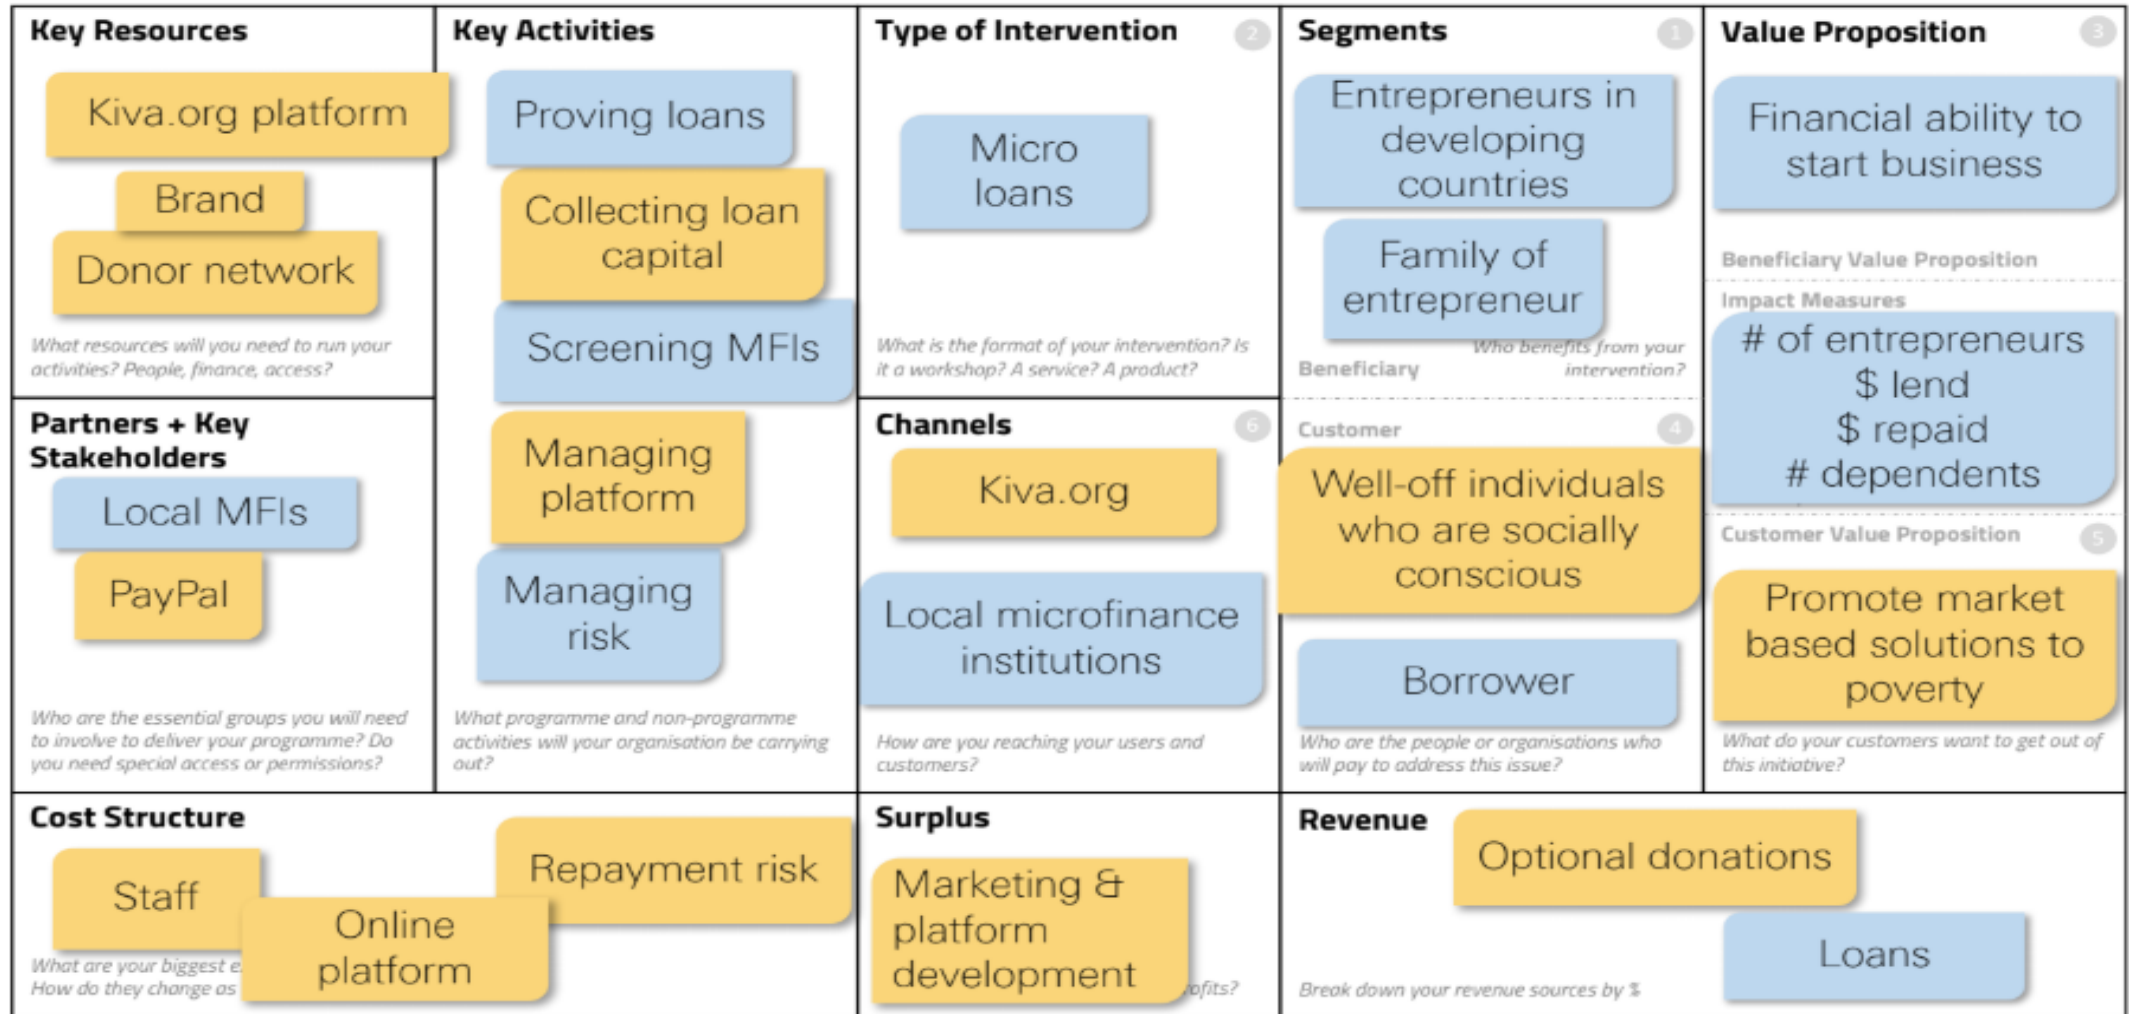 Key Resources
Kiva.org platform
Brand
Donor network
What resources will you need to run your
activities? People, finance, access?
Key Activities
Proving loans
Collecting loan
capital
Screening MFIs
Managing
platform
Managing
risk
What programme and non-programme
activities will your organisation be carrying
out?
Type of Intervention
2
Micro
loans
What is the format of your intervention? Is
it a workshop? A service? A product?
Segments
1
Entrepreneurs in
developing
countries
Family of
entrepreneur
Who benefits from your
intervention?
Beneficiary
Customer
4
Well-off individuals
who are socially
conscious
Borrower
Who are the people or organisations who
will pay to address this issue?
Value Proposition
3
Financial ability to
start business
Beneficiary Value Proposition
Impact Measures
# of entrepreneurs
$ lend
$ repaid
# dependents
Customer Value Proposition
5
Promote market
based solutions to
poverty
What do your customers want to get out of
this initiative?
Partners + Key
Stakeholders
Local MFIs
PayPal
Who are the essential groups you will need
to involve to deliver your programme? Do
you need special access or permissions?
Channels
6
Kiva.org
Local microfinance
institutions
How are you reaching your users and
customers?
Cost Structure
Staff
Online
platform
Repayment risk
What are your biggest
How do they change as
Surplus
Marketing &
platform
development
Revenue
Optional donations
Loans
Break down your revenue sources by %